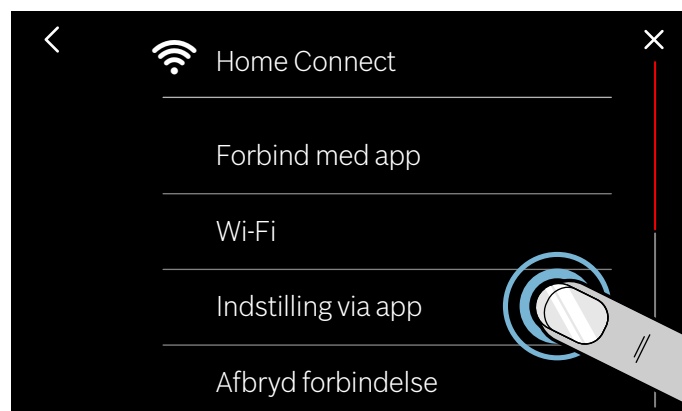 Home Connect
Forbind med app
Wi-Fi
Indstilling via app
Afbryd forbindelse